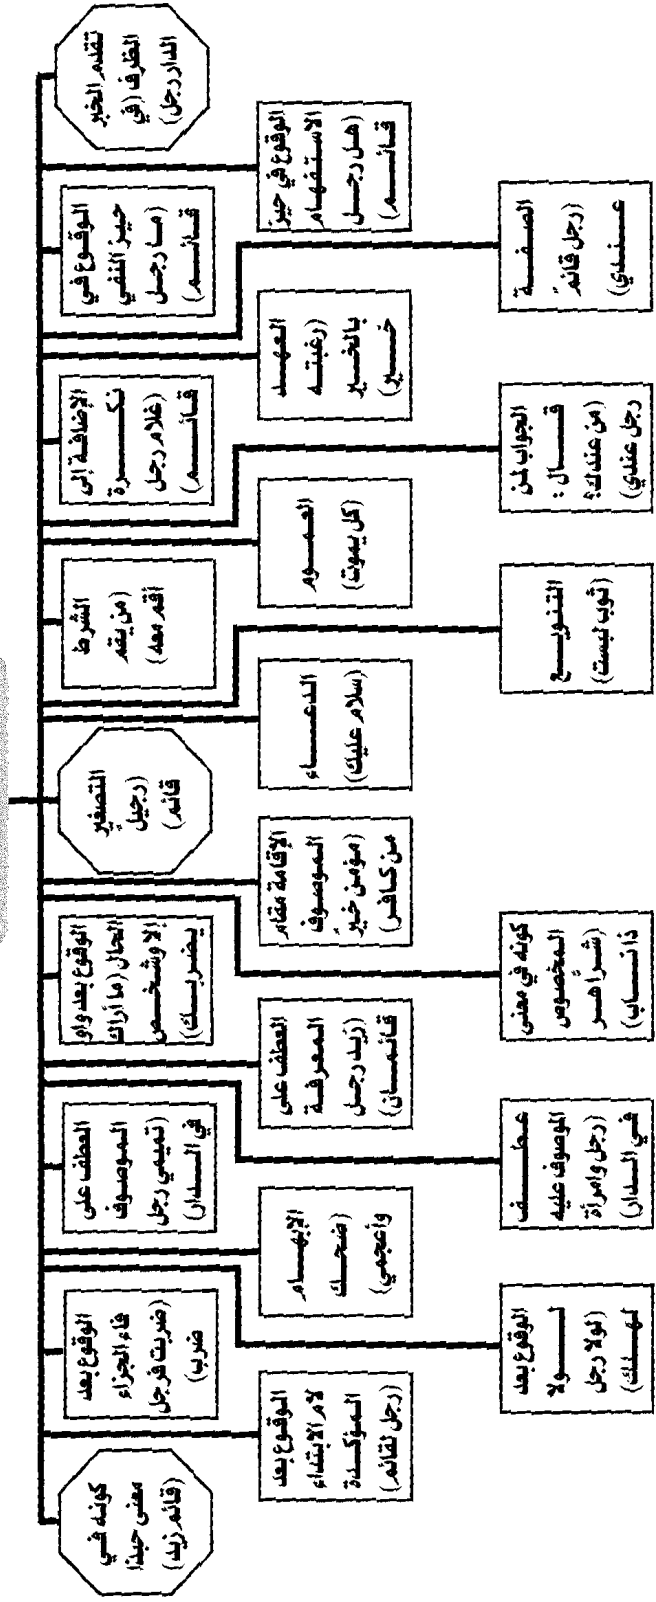 تقدم الخبر
الظرف (في
الدار رجل)
الوقوع في
حيز النفي
(ما رجل
قائم)
الإضافة إلى
نكرة
(غلام رجل
قائم)
الشرط
(من يقم
أقم معه)
التصغير
(رجيلٌ
قائم)
الوقوع بعد واو
الحال (ما أراك
إلا وشخص
يضربك)
العطف على
الموصوف
(تميمي رجل
في الدار)
الوقوع بعد
فاء الجزاء
(ضربت فرجل
ضرب)
كونه في
معنى حبذا
(قائم زيد)
الوقوع في حيز
الاستفهام
(هل رجل
قائم)
العهد
(رغبته
بالخير
خير)
العموم
(كل يموت)
الدعاء
(سلام عليك)
الإقامة مقام
الموصوف
(مؤمن خيرٌ
من كافر)
العطف على
المعرفة
(زيد رجل
قائمان)
الإبهام
(ضحك
واعجمي)
الوقوع بعد
لام الابتداء
المؤكدة
(رجل لقائم)
الصفة
(رجل قائمٌ
عندي)
الجواب لمن
قال:
(من عندك؟
رجل عندي)
التنويع
(ثوب لبست)
كونه في معنى
المخصوص
(شر أهر
ذا ناب)
عطف
الموصوف عليه
(رجل وامرأة
في الدار)
الوقوع بعد
لولا
(لولا رجل
لهلك)